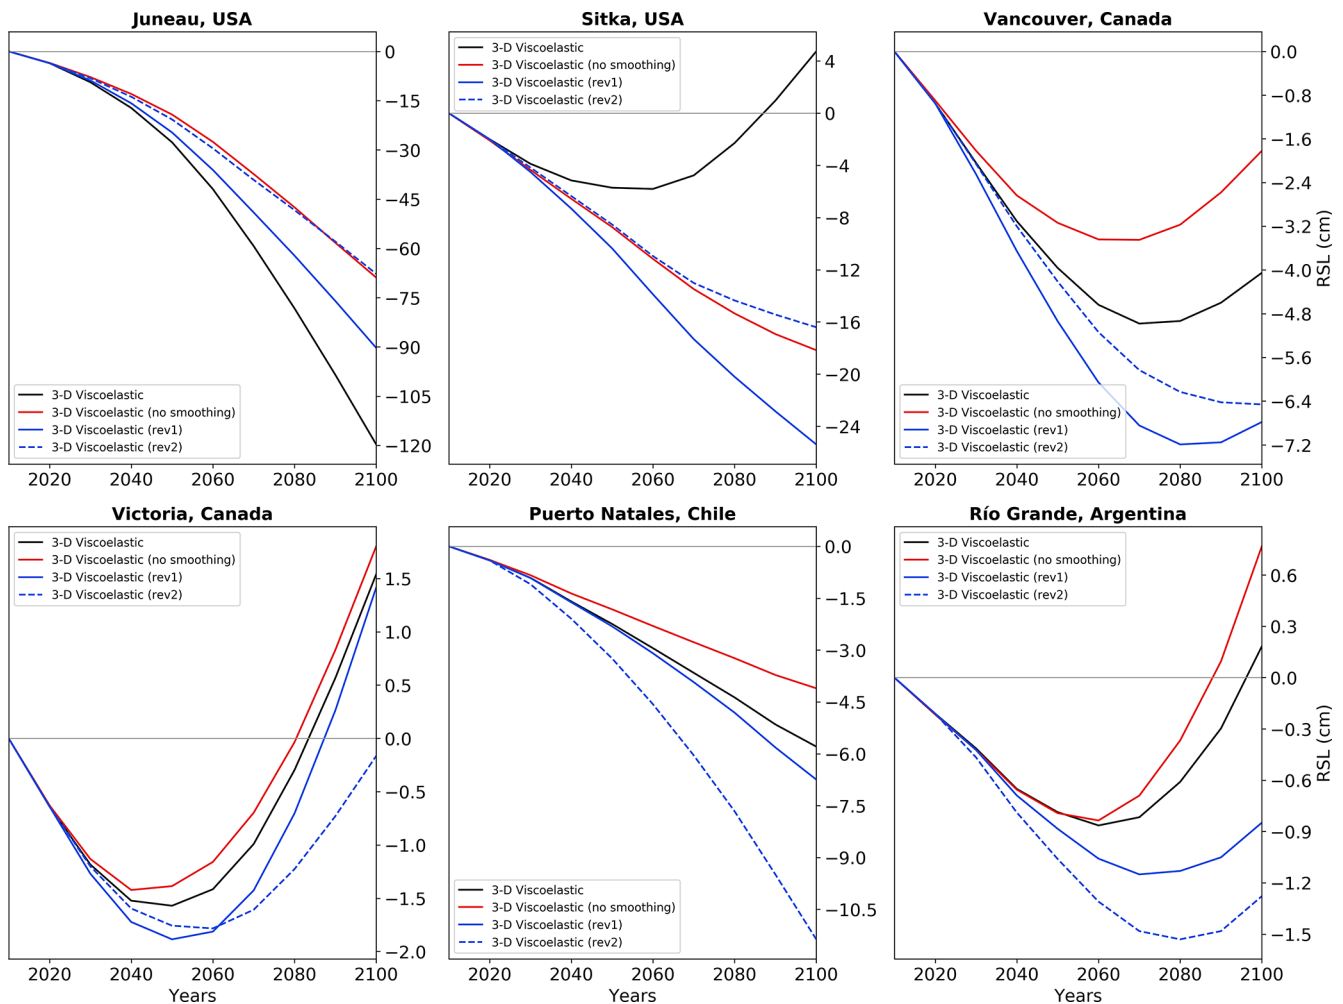 Juneau, USA
0
−15
−30
−45
−60
−75
−90
−105
−120
3-D Viscoelastic
3-D Viscoelastic (no smoothing)
3-D Viscoelastic (rev1)
3-D Viscoelastic (rev2)
2020 2040 2060 2080 2100
Sitka, USA
3-D Viscoelastic
3-D Viscoelastic (no smoothing)
3-D Viscoelastic (rev1)
3-D Viscoelastic (rev2)
4
0
−4
−8
−12
−16
−20
−24
2020 2040 2060 2080 2100
Vancouver, Canada
0.0
−0.8
−1.6
−2.4
−3.2
−4.0
−4.8
−5.6
−6.4
−7.2
RSL (cm)
3-D Viscoelastic
3-D Viscoelastic (no smoothing)
3-D Viscoelastic (rev1)
3-D Viscoelastic (rev2)
2020 2040 2060 2080 2100
Victoria, Canada
3-D Viscoelastic
3-D Viscoelastic (no smoothing)
3-D Viscoelastic (rev1)
3-D Viscoelastic (rev2)
1.5
1.0
0.5
0.0
−0.5
−1.0
−1.5
−2.0
2020 2040 2060 2080 2100
Years
Puerto Natales, Chile
0.0
−1.5
−3.0
−4.5
−6.0
−7.5
−9.0
−10.5
3-D Viscoelastic
3-D Viscoelastic (no smoothing)
3-D Viscoelastic (rev1)
3-D Viscoelastic (rev2)
2020 2040 2060 2080 2100
Years
Río Grande, Argentina
3-D Viscoelastic
3-D Viscoelastic (no smoothing)
3-D Viscoelastic (rev1)
3-D Viscoelastic (rev2)
0.6
0.3
0.0
−0.3
−0.6
−0.9
−1.2
−1.5
RSL (cm)
2020 2040 2060 2080 2100
Years